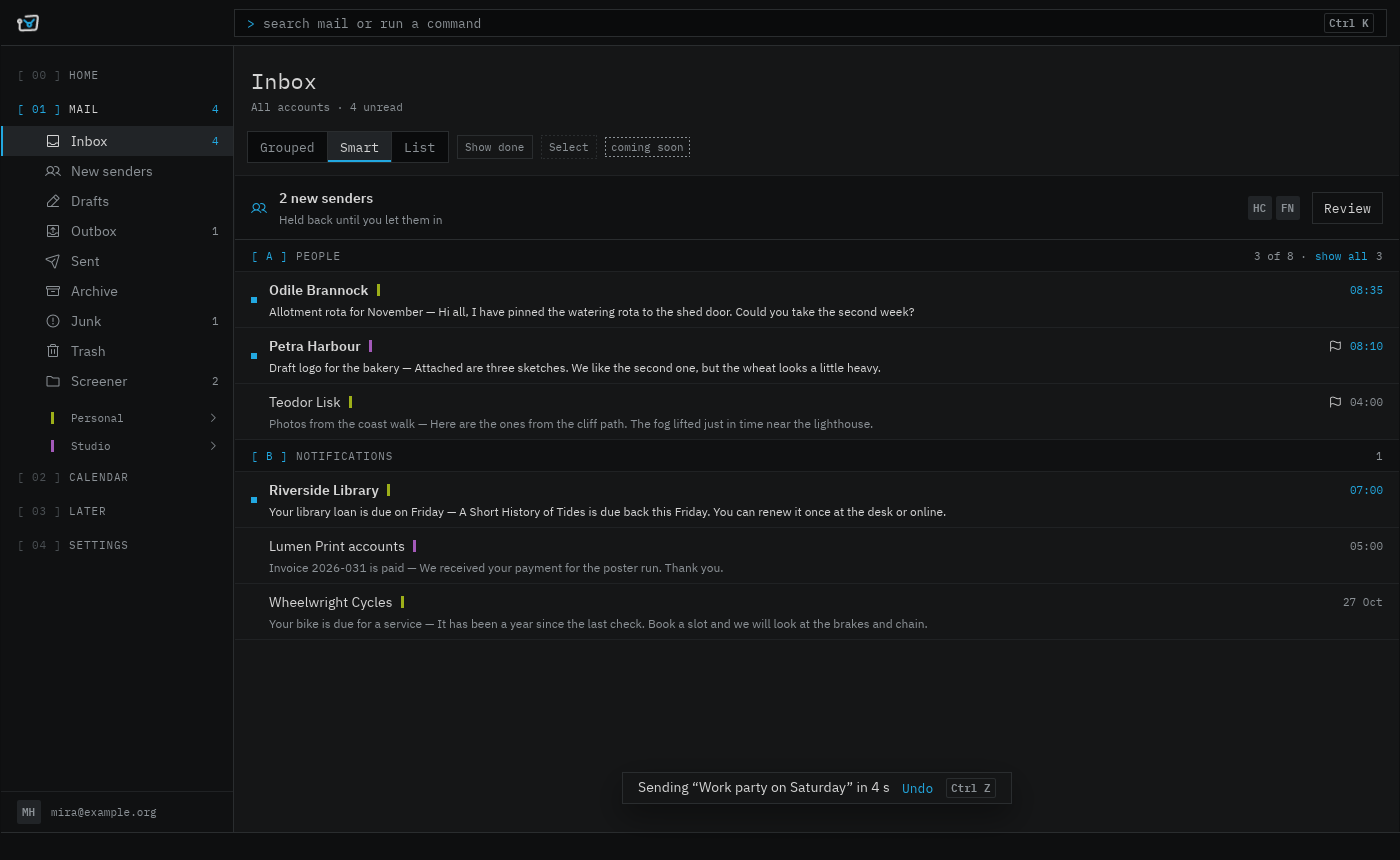 > search mail or run a command Ctrl K
[ 00 ] HOME
[ 01 ] MAIL 4
Inbox 4
New senders
Drafts
Outbox 1
Sent
Archive
Junk 1
Trash
Screener 2
Personal
Studio
[ 02 ] CALENDAR
[ 03 ] LATER
[ 04 ] SETTINGS
MH mira@example.org
Inbox
All accounts · 4 unread
Grouped Smart List Show done Select coming soon
2 new senders
Held back until you let them in
HC FN Review
[ A ] PEOPLE 3 of 8 · show all 3
Odile Brannock 08:35
Allotment rota for November — Hi all, I have pinned the watering rota to the shed door. Could you take the second week?
Petra Harbour 08:10
Draft logo for the bakery — Attached are three sketches. We like the second one, but the wheat looks a little heavy.
Teodor Lisk 04:00
Photos from the coast walk — Here are the ones from the cliff path. The fog lifted just in time near the lighthouse.
[ B ] NOTIFICATIONS 1
Riverside Library 07:00
Your library loan is due on Friday — A Short History of Tides is due back this Friday. You can renew it once at the desk or online.
Lumen Print accounts 05:00
Invoice 2026-031 is paid — We received your payment for the poster run. Thank you.
Wheelwright Cycles 27 Oct
Your bike is due for a service — It has been a year since the last check. Book a slot and we will look at the brakes and chain.
Sending “Work party on Saturday” in 4 s Undo Ctrl Z